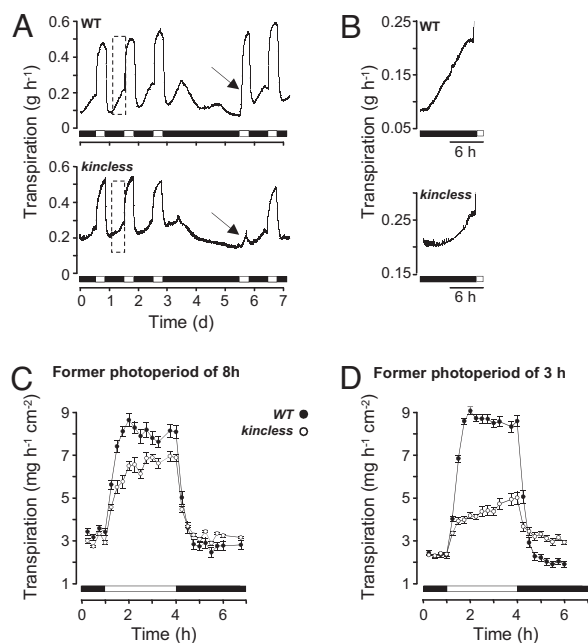 A
WT
Transpiration (g h-1)
0.6
0.4
0.2
0
kincless
Transpiration (g h-1)
0.6
0.4
0.2
0
0 1 2 3 4 5 6 7
Time (d)
B
0.25
WT
0.15
0.05
Transpiration (g h-1)
6 h
kincless
0.25
0.15
6 h
C Former photoperiod of 8h
WT
kincless
Transpiration (mg h-1 cm-2)
9
7
5
3
1
0 2 4 6
Time (h)
D Former photoperiod of 3 h
Transpiration (mg h-1 cm-2)
9
7
5
3
1
0 2 4 6
Time (h)